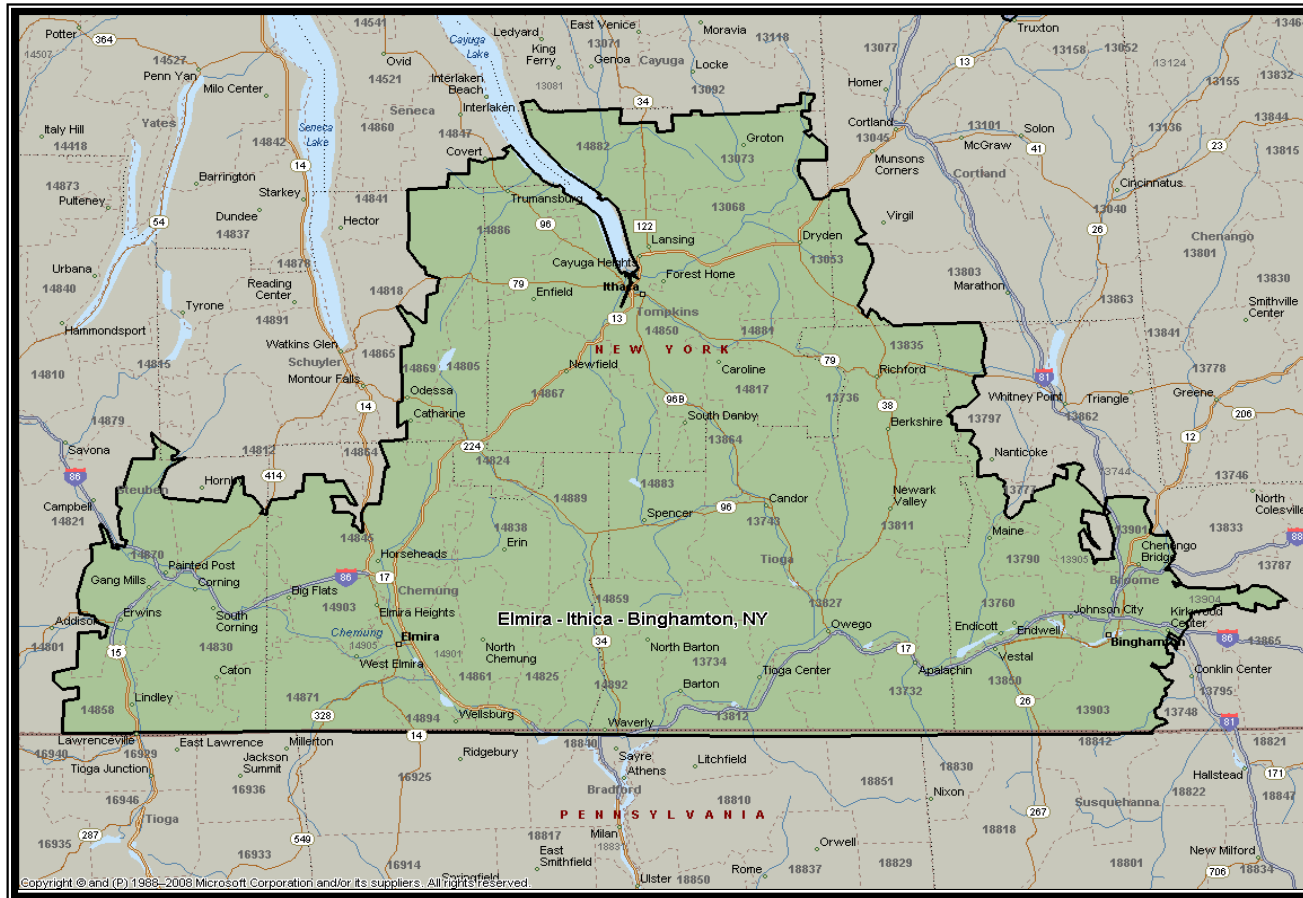 Potter
364
14541
Ovid
Ledyard
East Venice
Moravia
13118
13077
Truxton
13158
13052
1346
14507
14527
Penn Yan
Milo Center
14521
Cayuga
Lake
King
Ferry
13071
Genoa
Cayuga
Locke
13092
Homer
13
13124
13155
13832
Interlaken
Beach
Interlaken
13081
34
Italy Hill
14418
Yates
Seneca
Lake
14842
Seneca
14860
14847
Covert
14882
Groton
13073
Cortland
13045
13101
McGraw
Solon
41
13136
13844
23
13815
14
14873
Pulteney
Barrington
Starkey
14841
Munsons
Corners
Cortland
Cincinnatus
54
Dundee
14837
Hector
Trumansburg
96
14886
122
Lansing
13068
Dryden
13053
Virgil
13040
26
Chenango
13801
Urbana
14840
Reading
Center
14878
14818
Cayuga Heights
Forest Home
13803
Marathon
13830
Smithville
Center
13863
Tyrone
14891
79
Enfield
Ithaca
Tompkins
Hammondsport
Watkins Glen
13
14850
14881
13835
13841
NEW YORK
14815
Schuyler
14865
14869
14805
Newfield
Caroline
14817
79
Richford
81
13778
14810
Montour Falls
Odessa
14867
96B
13736
38
Whitney Point
13862
Triangle
Greene
206
14
Catharine
South Danby
Berkshire
13797
14879
Savona
14812
14864
224
14824
13864
Nanticoke
13744
12
13746
86
414
Steuben
Hornby
14889
14883
13777
North
Colesville
Campbell
14821
Spencer
96
Candor
13743
Newark
Valley
13811
Maine
13901
13833
14870
14845
Horseheads
14838
Erin
Tioga
13790
13905
Chenango
Bridge
88
13787
Painted Post
Gang Mills
Corning
86
17
Chemung
Big Flats
14903
Broome
Erwins
South
Corning
Elmira Heights
14859
13827
13760
Johnson City
13904
Kirkwood
Center
Addison
14801
Chemung
14905
Elmira
Elmira - Ithica - Binghamton, NY
Owego
Endicott
Endwell
Binghamton
86
13865
15
14830
West Elmira
14901
North
Chemung
34
North Barton
13734
17
Vestal
13850
Caton
14861
14825
Tioga Center
Apalachin
Conklin Center
13795
Lindley
14858
14871
14892
Barton
13732
26
13903
13748
328
14894
Wellsburg
Waverly
13812
81
Lawrenceville
14
16940
16929
East Lawrence
Millerton
Ridgebury
18840
Sayre
Litchfield
18812
18821
Tioga Junction
Jackson
Summit
16936
16925
Athens
Bradford
18830
18851
Nixon
Hallstead
171
16946
18810
18822
18847
Susquehanna
Tioga
PENNSYLVANIA
267
287
549
18817
Milan
18818
16935
16933
16914
East
Smithfield
Orwell
New Milford
Springfield
Rome
18837
18829
18801
18834
Ulster
18850
706
Copyright © and (P) 1988–2008 Microsoft Corporation and/or its suppliers. All rights reserved.